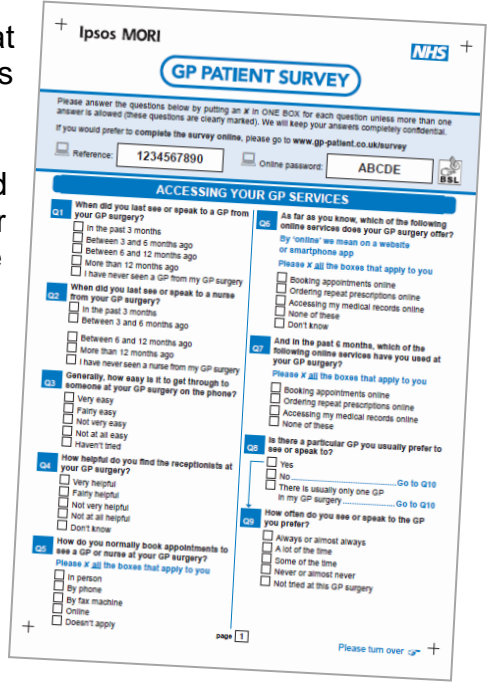 at
s
d
r
e
Ipsos MORI
NHS
GP PATIENT SURVEY
Please answer the questions below by putting an x in ONE BOX for each question unless more than one
answer is allowed (these questions are clearly marked). We will keep your answers completely confidential.
If you would prefer to complete the survey online, please go to www.gp-patient.co.uk/survey
Reference: 1234567890 Online password: ABCDE
BSL
ACCESSING YOUR GP SERVICES
Q1 When did you last see or speak to a GP from
your GP surgery?
In the past 3 months
Between 3 and 6 months ago
Between 6 and 12 months ago
More than 12 months ago
I have never seen a GP from my GP surgery
Q2 When did you last see or speak to a nurse
from your GP surgery?
In the past 3 months
Between 3 and 6 months ago
Between 6 and 12 months ago
More than 12 months ago
I have never seen a nurse from my GP surgery
Q3 Generally, how easy is it to get through to
someone at your GP surgery on the phone?
Very easy
Fairly easy
Not very easy
Not at all easy
Haven't tried
Q4 How helpful do you find the receptionists at
your GP surgery?
Very helpful
Fairly helpful
Not very helpful
Not at all helpful
Don't know
Q5 How do you normally book appointments to
see a GP or nurse at your GP surgery?
Please x all the boxes that apply to you
In person
By phone
By fax machine
Online
Doesn't apply
Q6 As far as you know, which of the following
online services does your GP surgery offer?
By 'online' we mean on a website
or smartphone app
Please x all the boxes that apply to you
Booking appointments online
Ordering repeat prescriptions online
Accessing my medical records online
None of these
Don't know
Q7 And in the past 6 months, which of the
following online services have you used at
your GP surgery?
Please x all the boxes that apply to you
Booking appointments online
Ordering repeat prescriptions online
Accessing my medical records online
None of these
Q8 Is there a particular GP you usually prefer to
see or speak to?
Yes
No Go to Q10
There is usually only one GP
in my GP surgery Go to Q10
Q9 How often do you see or speak to the GP
you prefer?
Always or almost always
A lot of the time
Some of the time
Never or almost never
Not tried at this GP surgery
page 1
Please turn over